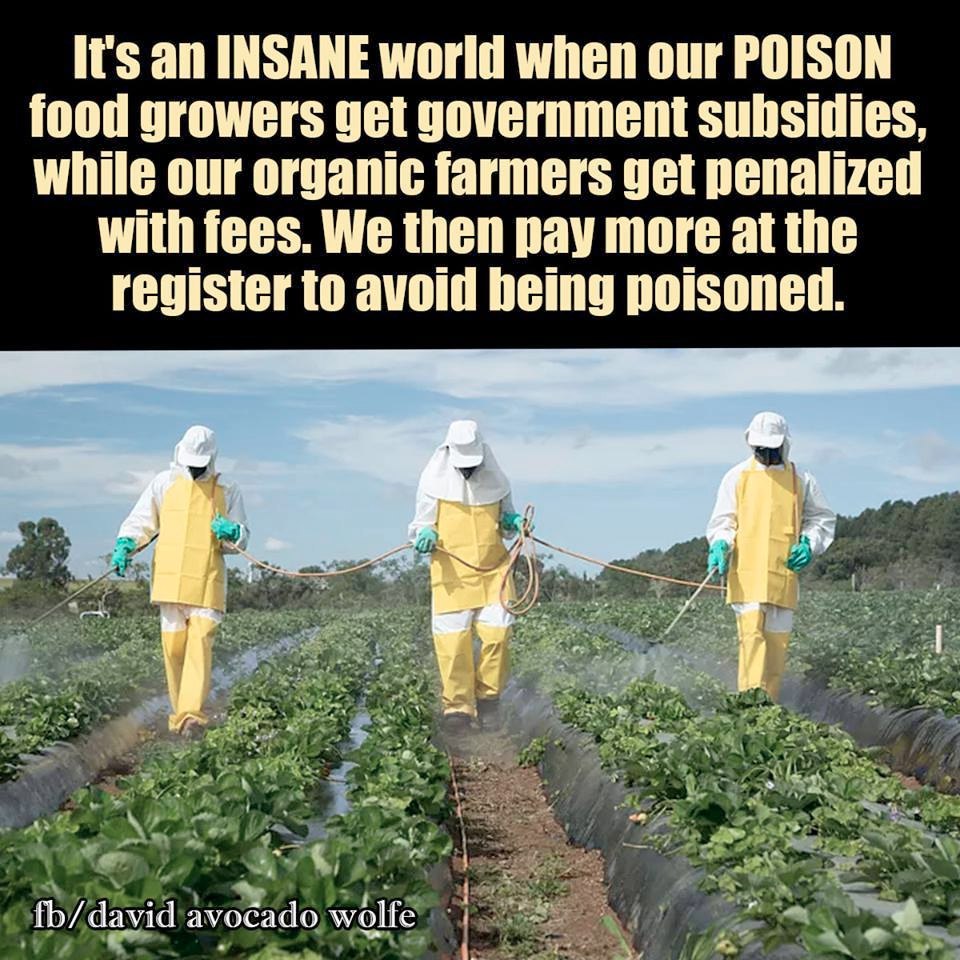 It's an INSANE world when our POISON
food growers get government subsidies,
while our organic farmers get penalized
with fees. We then pay more at the
register to avoid being poisoned.
fb/david avocado wolfe